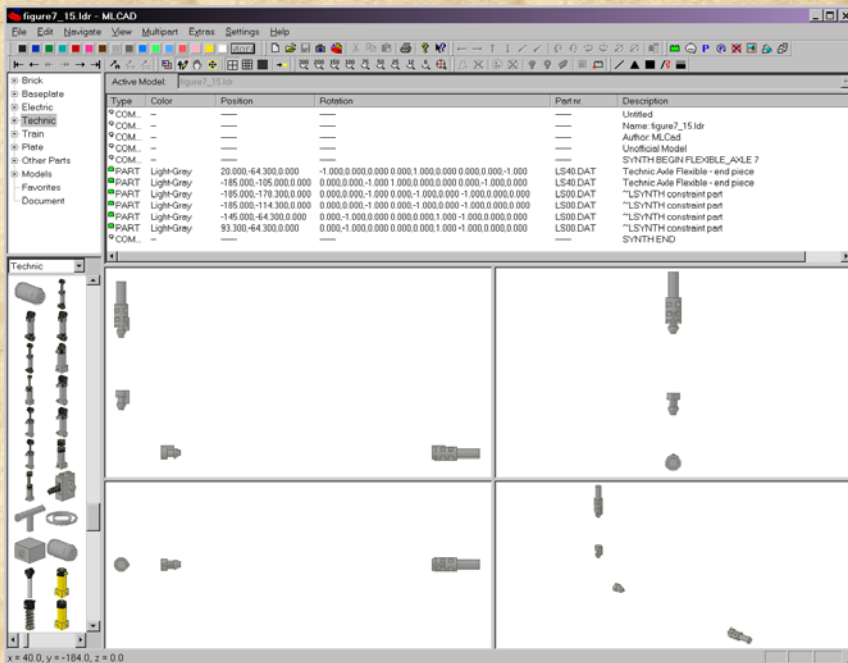 figure7_15.ldr - MLCAD
File Edit Navigate View Multipart Extras Settings Help
Brick
Baseplate
Electric
Technic
Train
Plate
Other Parts
Models
Favorites
Document
Active Model: figure7_15.ldr
Type Color Position Rotation Part nr. Description
COM... – —— —— —— Untitled
COM... – —— —— —— Name: figure7_15.ldr
COM... – —— —— —— Author: MLCad
COM... – —— —— —— Unofficial Model
COM... – —— —— —— SYNTH BEGIN FLEXIBLE_AXLE 7
PART Light-Gray 20.000,-64.300,0.000 -1.000,0.000,0.000 0.000,1.000,0.000 0.000,0.000,-1.000 LS40.DAT Technic Axle Flexible - end piece
PART Light-Gray -185.000,-105.000,0.000 0.000,0.000,-1.000 1.000,0.000,0.000 0.000,-1.000,0.000 LS40.DAT Technic Axle Flexible - end piece
PART Light-Gray -185.000,-178.300,0.000 0.000,0.000,-1.000 0.000,-1.000,0.000 -1.000,0.000,0.000 LS00.DAT ~LSYNTH constraint part
PART Light-Gray -185.000,-114.300,0.000 0.000,0.000,-1.000 0.000,-1.000,0.000 -1.000,0.000,0.000 LS00.DAT ~LSYNTH constraint part
PART Light-Gray -145.000,-64.300,0.000 0.000,-1.000,0.000 0.000,0.000,1.000 -1.000,0.000,0.000 LS00.DAT ~LSYNTH constraint part
PART Light-Gray 93.300,-64.300,0.000 0.000,-1.000,0.000 0.000,0.000,1.000 -1.000,0.000,0.000 LS00.DAT ~LSYNTH constraint part
COM... – —— —— —— SYNTH END
Technic
x = 40.0, y = -184.0, z = 0.0